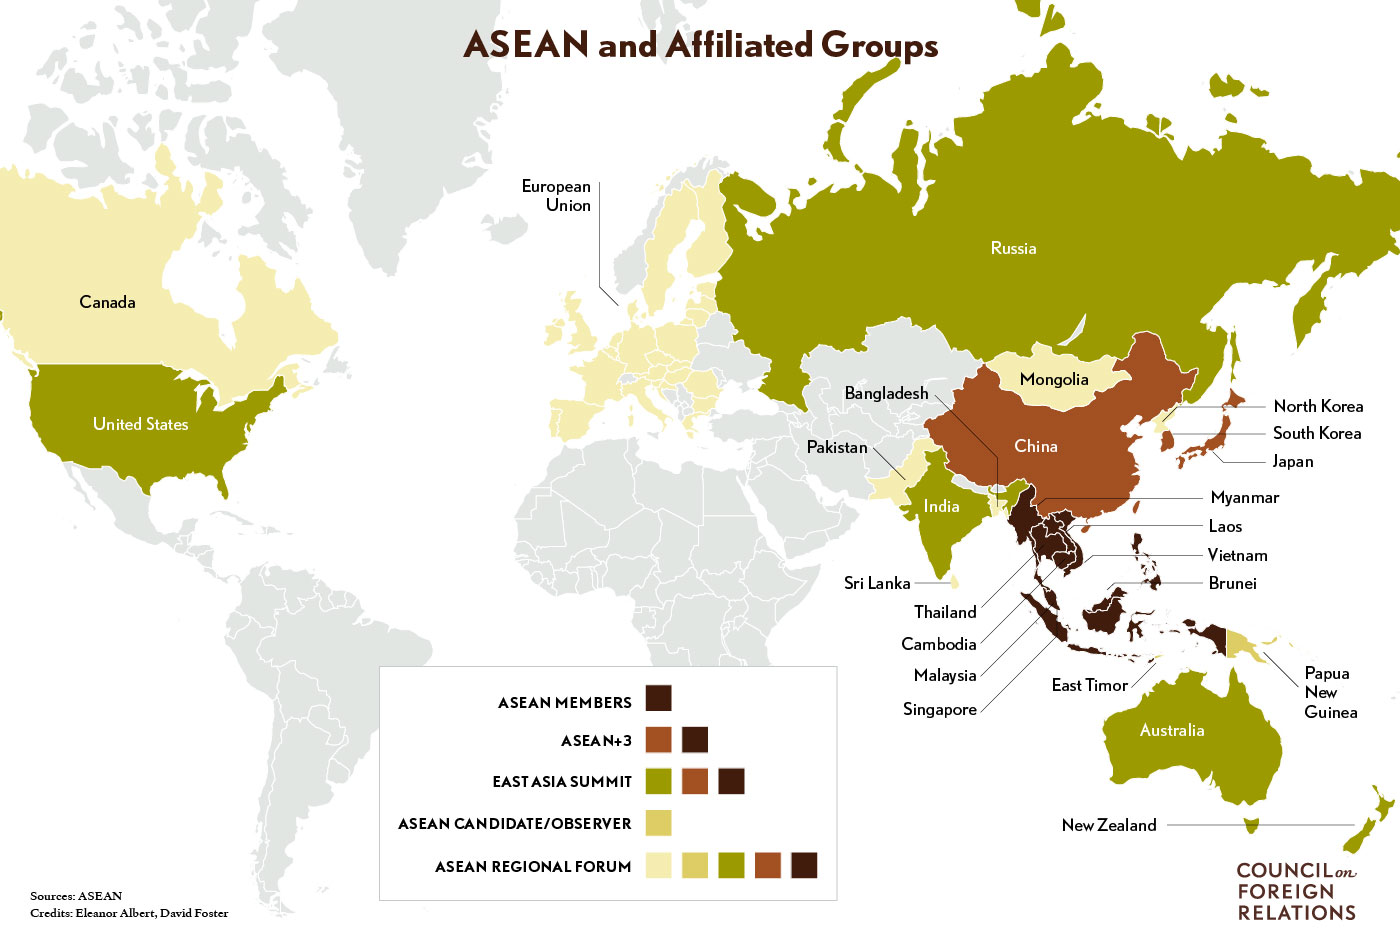 ASEAN and Affiliated Groups
European
Union
Russia
Canada
United States
Mongolia
Bangladesh
North Korea
South Korea
Japan
China
Pakistan
India
Myanmar
Laos
Vietnam
Brunei
Sri Lanka
Thailand
Cambodia
Malaysia
Singapore
East Timor
Papua
New
Guinea
Australia
New Zealand
ASEAN MEMBERS
ASEAN+3
EAST ASIA SUMMIT
ASEAN CANDIDATE/OBSERVER
ASEAN REGIONAL FORUM
Sources: ASEAN
Credits: Eleanor Albert, David Foster
COUNCIL on
FOREIGN
RELATIONS